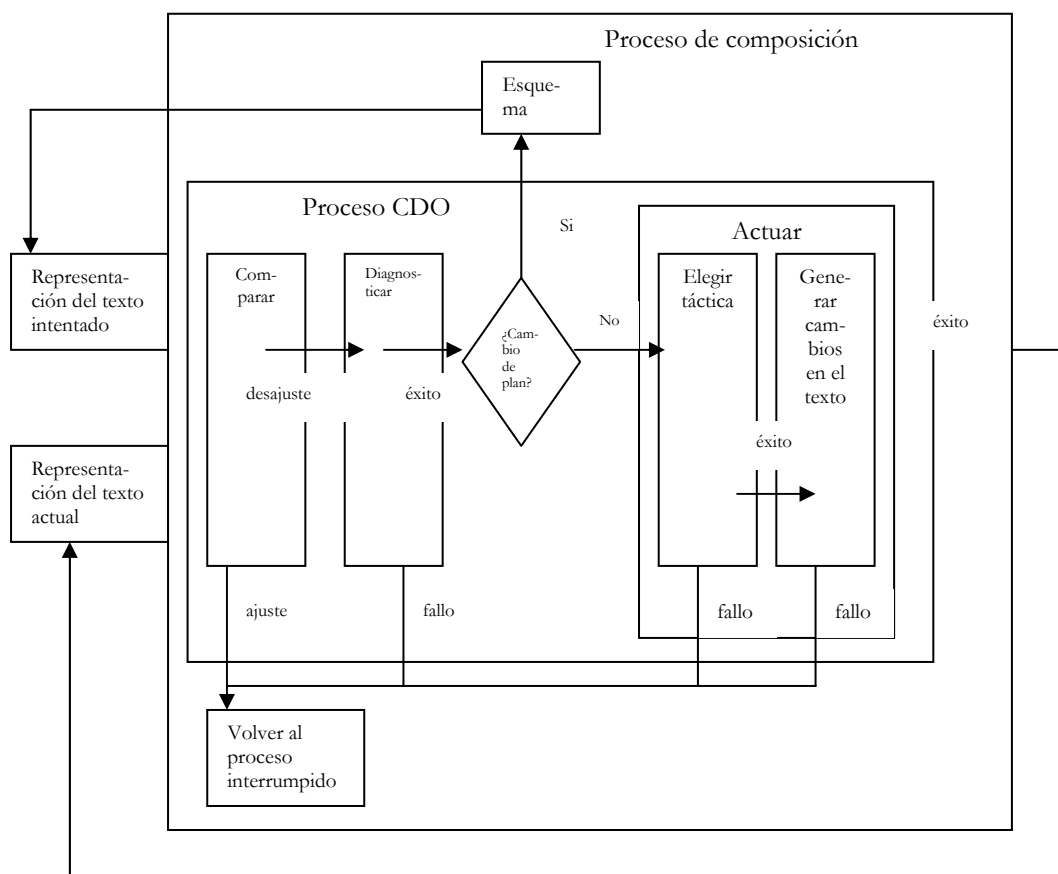 Proceso de composición
Esque-
ma
Proceso CDO
Si
Actuar
Representa-
ción del texto
intentado
Com-
parar
Diagnos-
ticar
Elegir
táctica
Gene-
rar
cam-
bios
en el
texto
¿Cam-
bio
de
plan?
No
éxito
desajuste
éxito
éxito
Representa-
ción del texto
actual
ajuste
fallo
fallo
fallo
Volver al
proceso
interrumpido